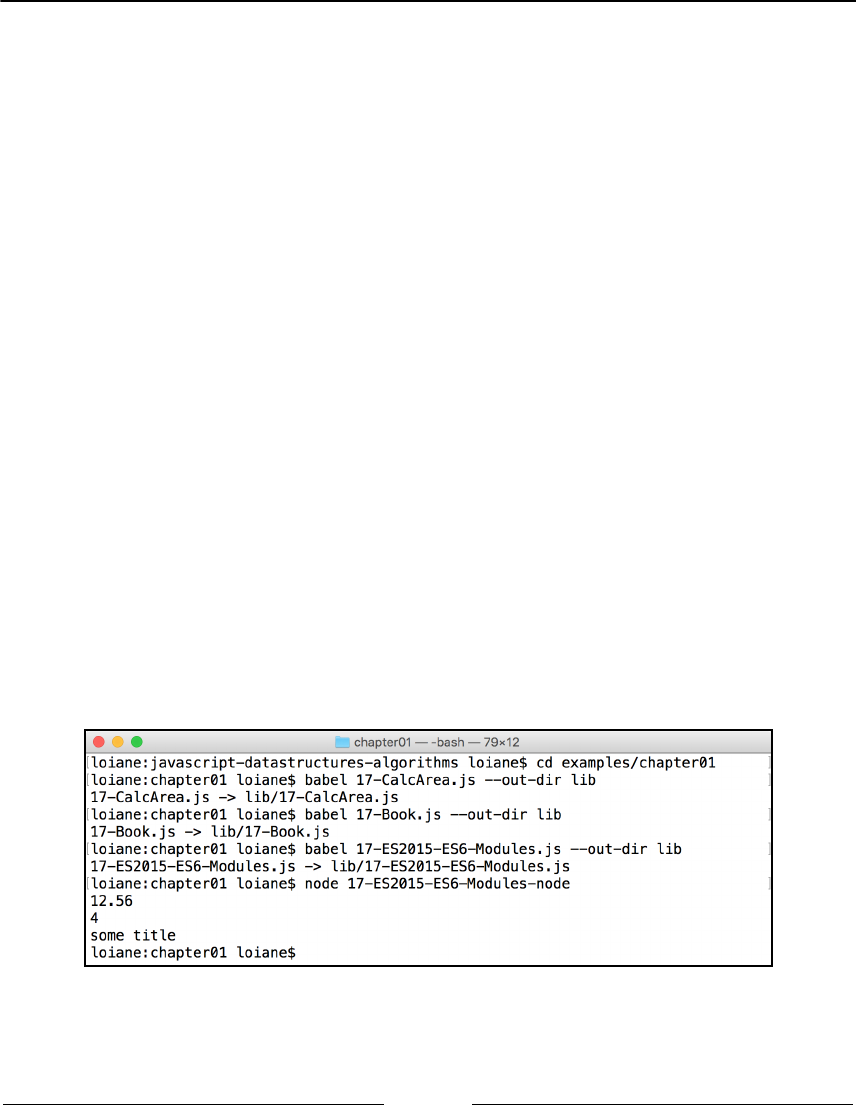 chapter01 — -bash — 79×12
loiane:javascript-datastructures-algorithms loiane$ cd examples/chapter01
loiane:chapter01 loiane$ babel 17-CalcArea.js --out-dir lib
17-CalcArea.js -> lib/17-CalcArea.js
loiane:chapter01 loiane$ babel 17-Book.js --out-dir lib
17-Book.js -> lib/17-Book.js
loiane:chapter01 loiane$ babel 17-ES2015-ES6-Modules.js --out-dir lib
17-ES2015-ES6-Modules.js -> lib/17-ES2015-ES6-Modules.js
loiane:chapter01 loiane$ node 17-ES2015-ES6-Modules-node
12.56
4
some title
loiane:chapter01 loiane$